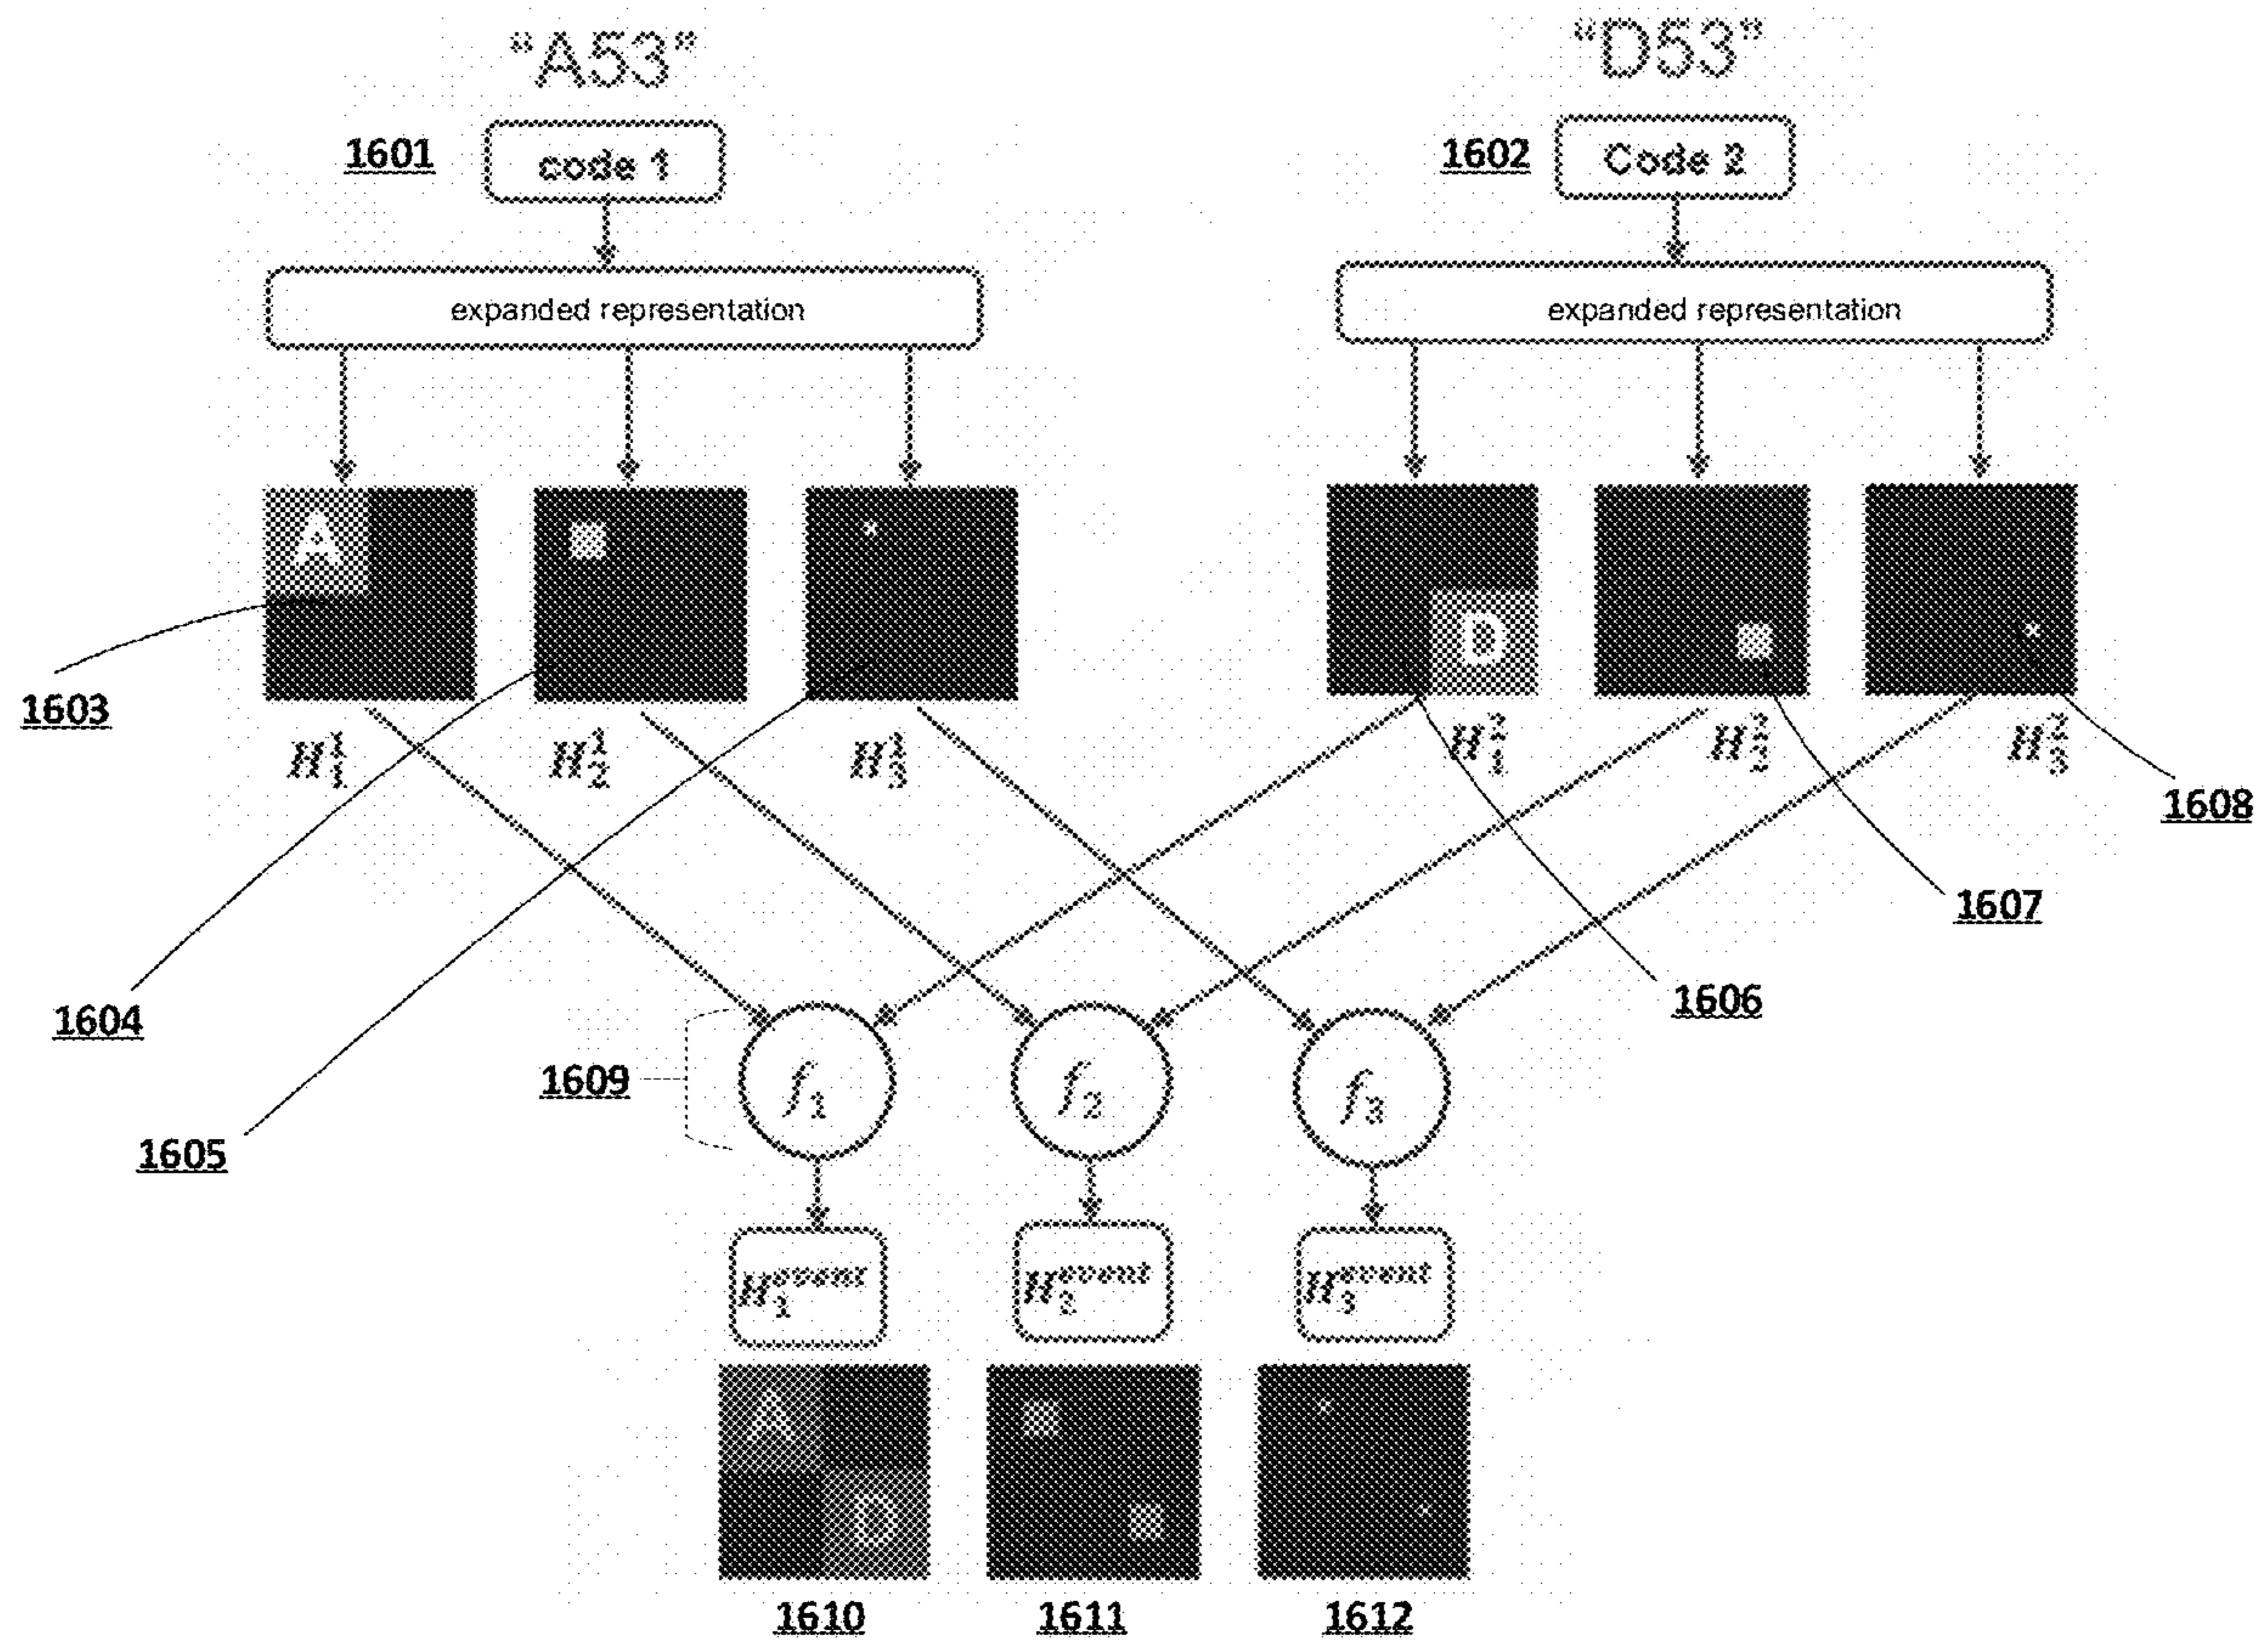 “A53” “D53”
1601 code 1 1602 Code 2
expanded representation expanded representation
A
D
1603 H₁¹ H₂¹ H₃¹ H₁² H₂² H₃² 1608
1607
1604 1606
1609 f₁ f₂ f₃
1605
H₁ᵉᵛᵉⁿᵗ H₂ᵉᵛᵉⁿᵗ H₃ᵉᵛᵉⁿᵗ
A
D
1610 1611 1612